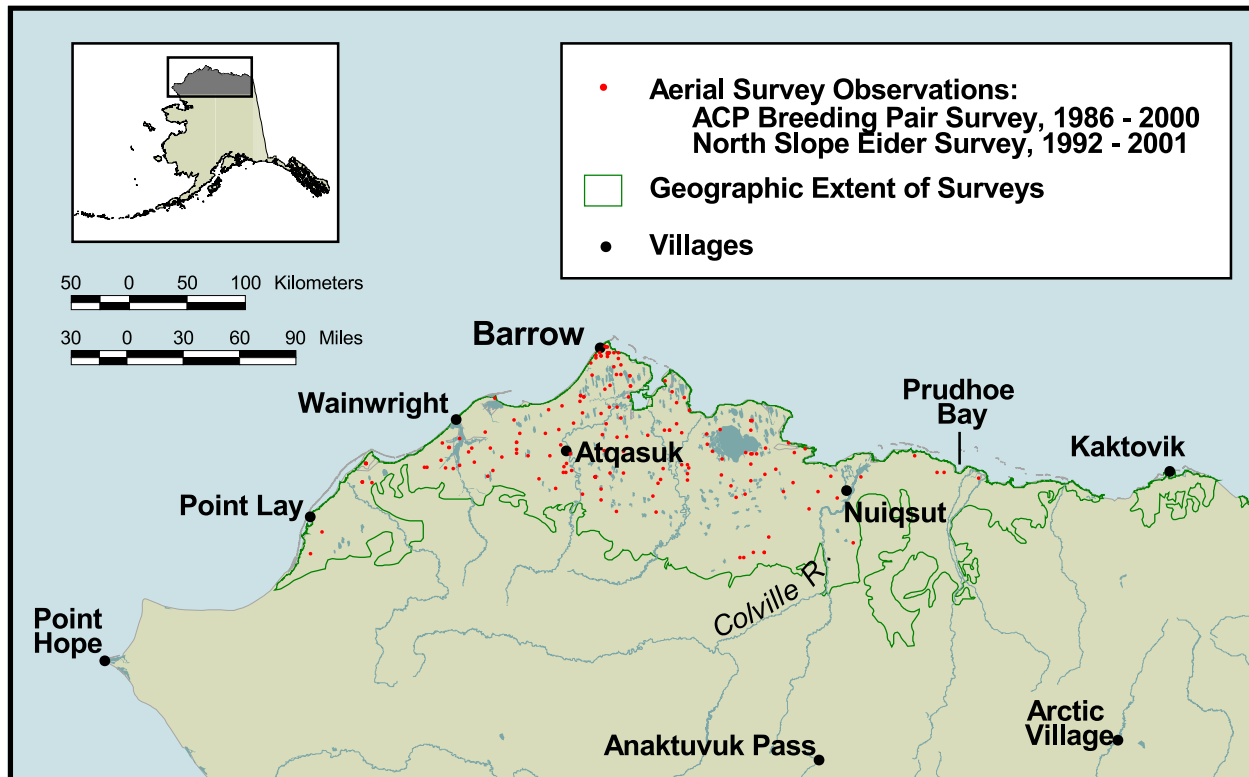 Aerial Survey Observations:
ACP Breeding Pair Survey, 1986 - 2000
North Slope Eider Survey, 1992 - 2001
Geographic Extent of Surveys
Villages
50 0 50 100 Kilometers
30 0 30 60 90 Miles
Barrow
Wainwright
Prudhoe
Bay
Atqasuk
Kaktovik
Point Lay
Nuiqsut
Colville R.
Point
Hope
Arctic
Village
Anaktuvuk Pass